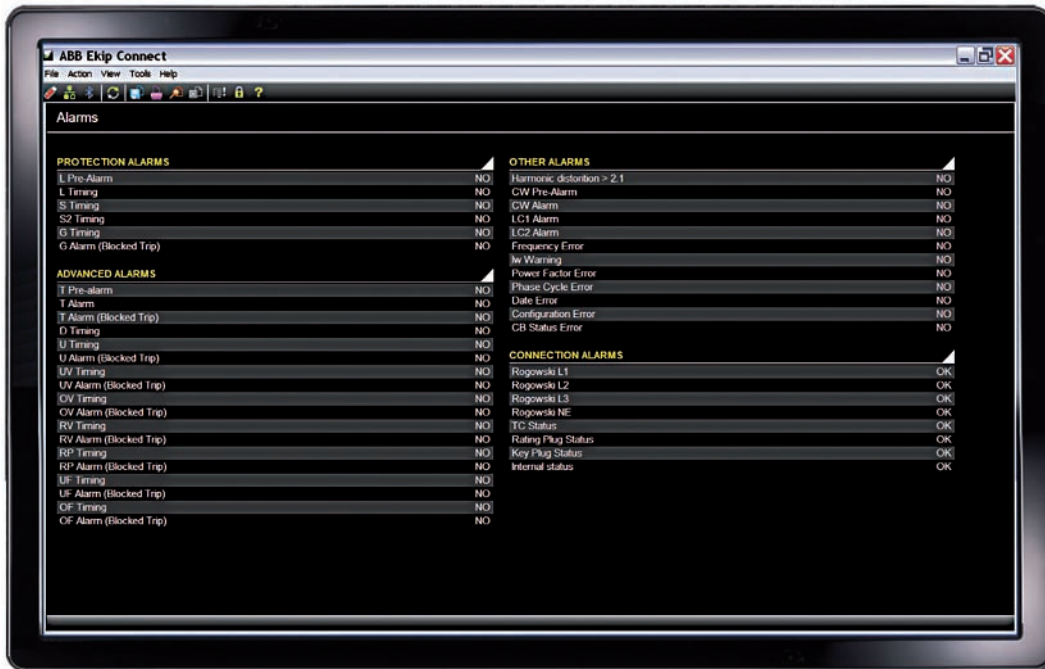 ABB Ekip Connect
File Action View Tools Help
Alarms
PROTECTION ALARMS
L Pre-Alarm NO
L Timing NO
S Timing NO
S2 Timing NO
G Timing NO
G Alarm (Blocked Trip) NO
ADVANCED ALARMS
T Pre-alarm NO
T Alarm NO
T Alarm (Blocked Trip) NO
D Timing NO
U Timing NO
U Alarm (Blocked Trip) NO
UV Timing NO
UV Alarm (Blocked Trip) NO
OV Timing NO
OV Alarm (Blocked Trip) NO
RV Timing NO
RV Alarm (Blocked Trip) NO
RP Timing NO
RP Alarm (Blocked Trip) NO
UF Timing NO
UF Alarm (Blocked Trip) NO
OF Timing NO
OF Alarm (Blocked Trip) NO
OTHER ALARMS
Harmonic distorition > 2.1 NO
CW Pre-Alarm NO
CW Alarm NO
LC1 Alarm NO
LC2 Alarm NO
Frequency Error NO
Iw Warning NO
Power Factor Error NO
Phase Cycle Error NO
Date Error NO
Configuration Error NO
CB Status Error NO
CONNECTION ALARMS
Rogowski L1 OK
Rogowski L2 OK
Rogowski L3 OK
Rogowski NE OK
TC Status OK
Rating Plug Status OK
Key Plug Status OK
Internal status OK